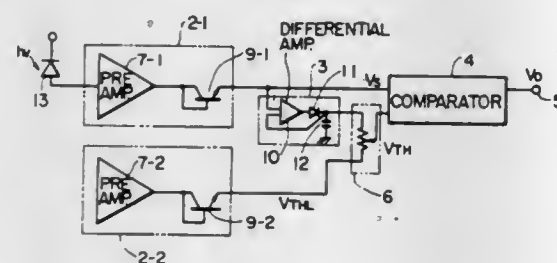 2-1
DIFFERENTIAL
AMP.
hν
7-1
9-1
3
11
4
PRE
AMP
Vs
COMPARATOR
Vo
13
5
10
12
VTH
7-2
6
PRE
AMP
VTHL
9-2
2-2